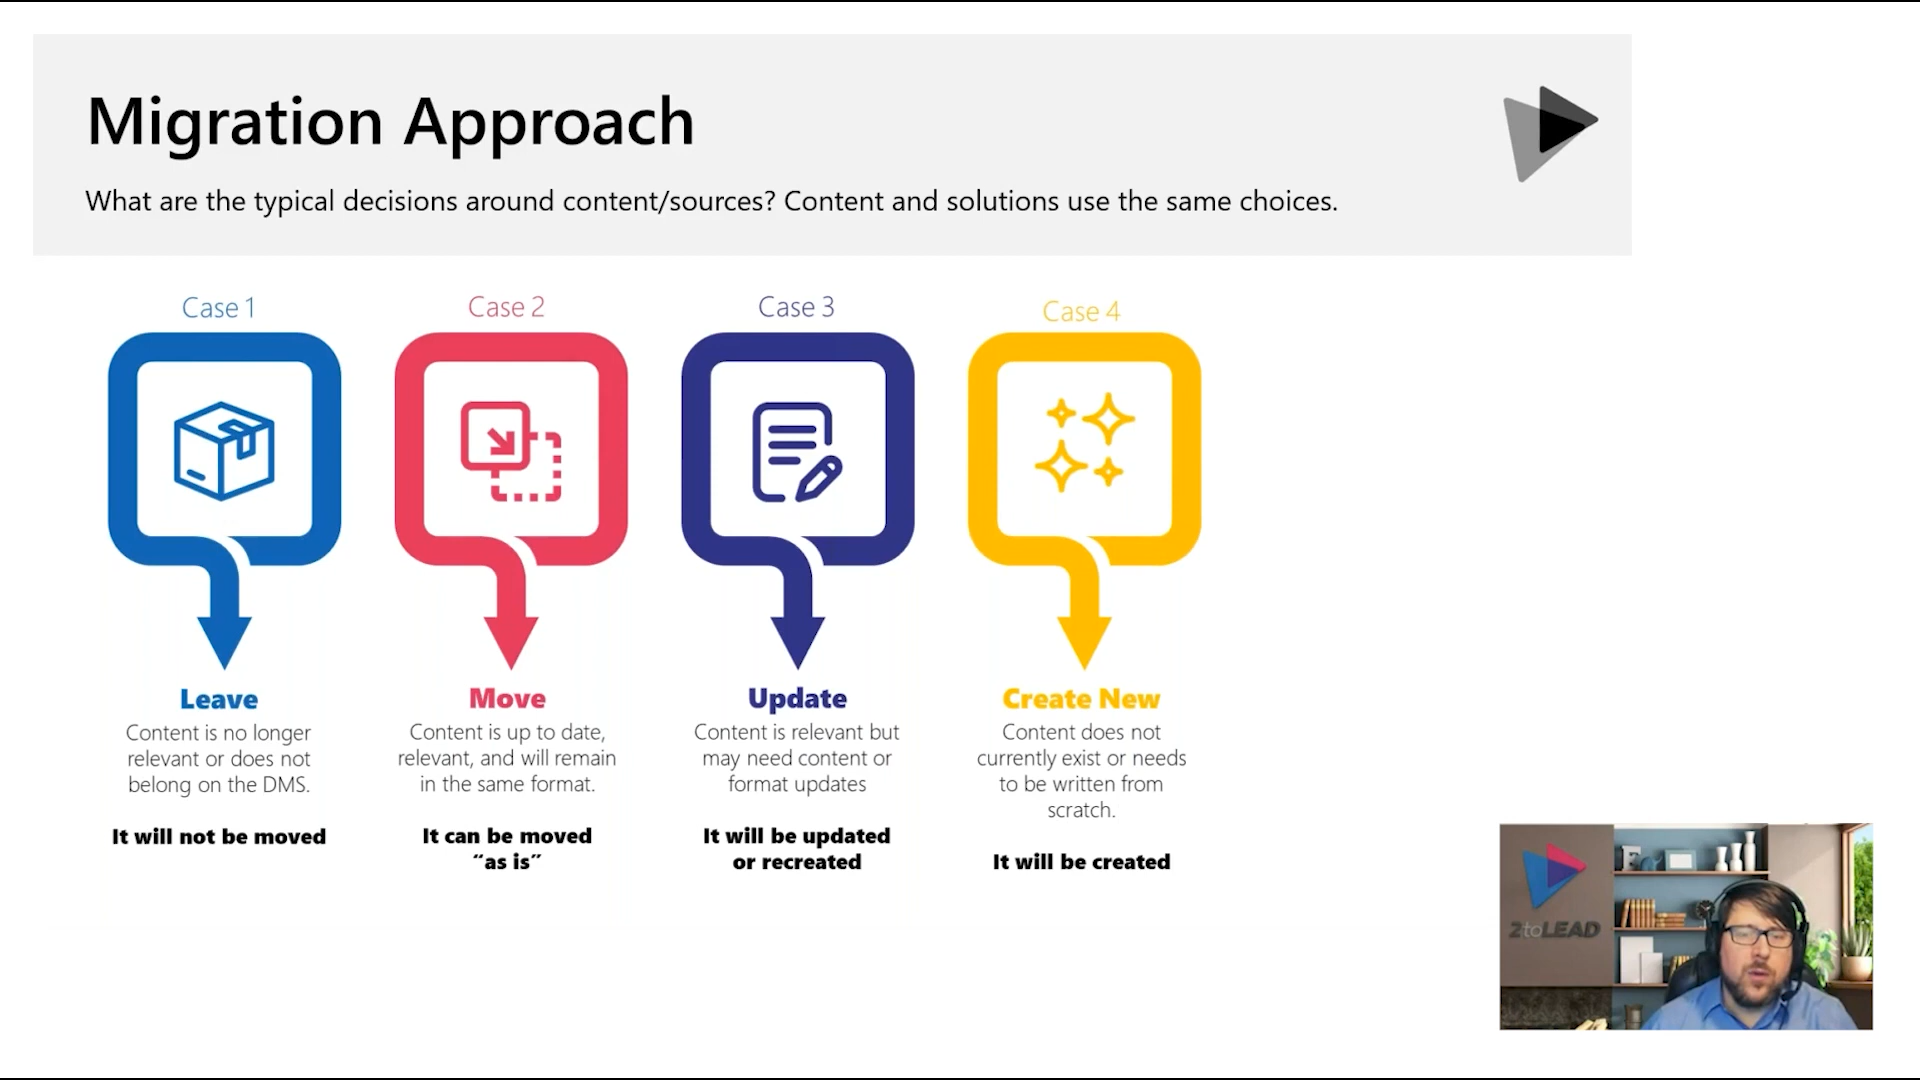 Migration Approach
What are the typical decisions around content/sources? Content and solutions use the same choices.
Case 1
Leave
Content is no longer
relevant or does not
belong on the DMS.
It will not be moved
Case 2
Move
Content is up to date,
relevant, and will remain
in the same format.
It can be moved
“as is”
Case 3
Update
Content is relevant but
may need content or
format updates
It will be updated
or recreated
Case 4
Create New
Content does not
currently exist or needs
to be written from
scratch.
It will be created
2toLEAD